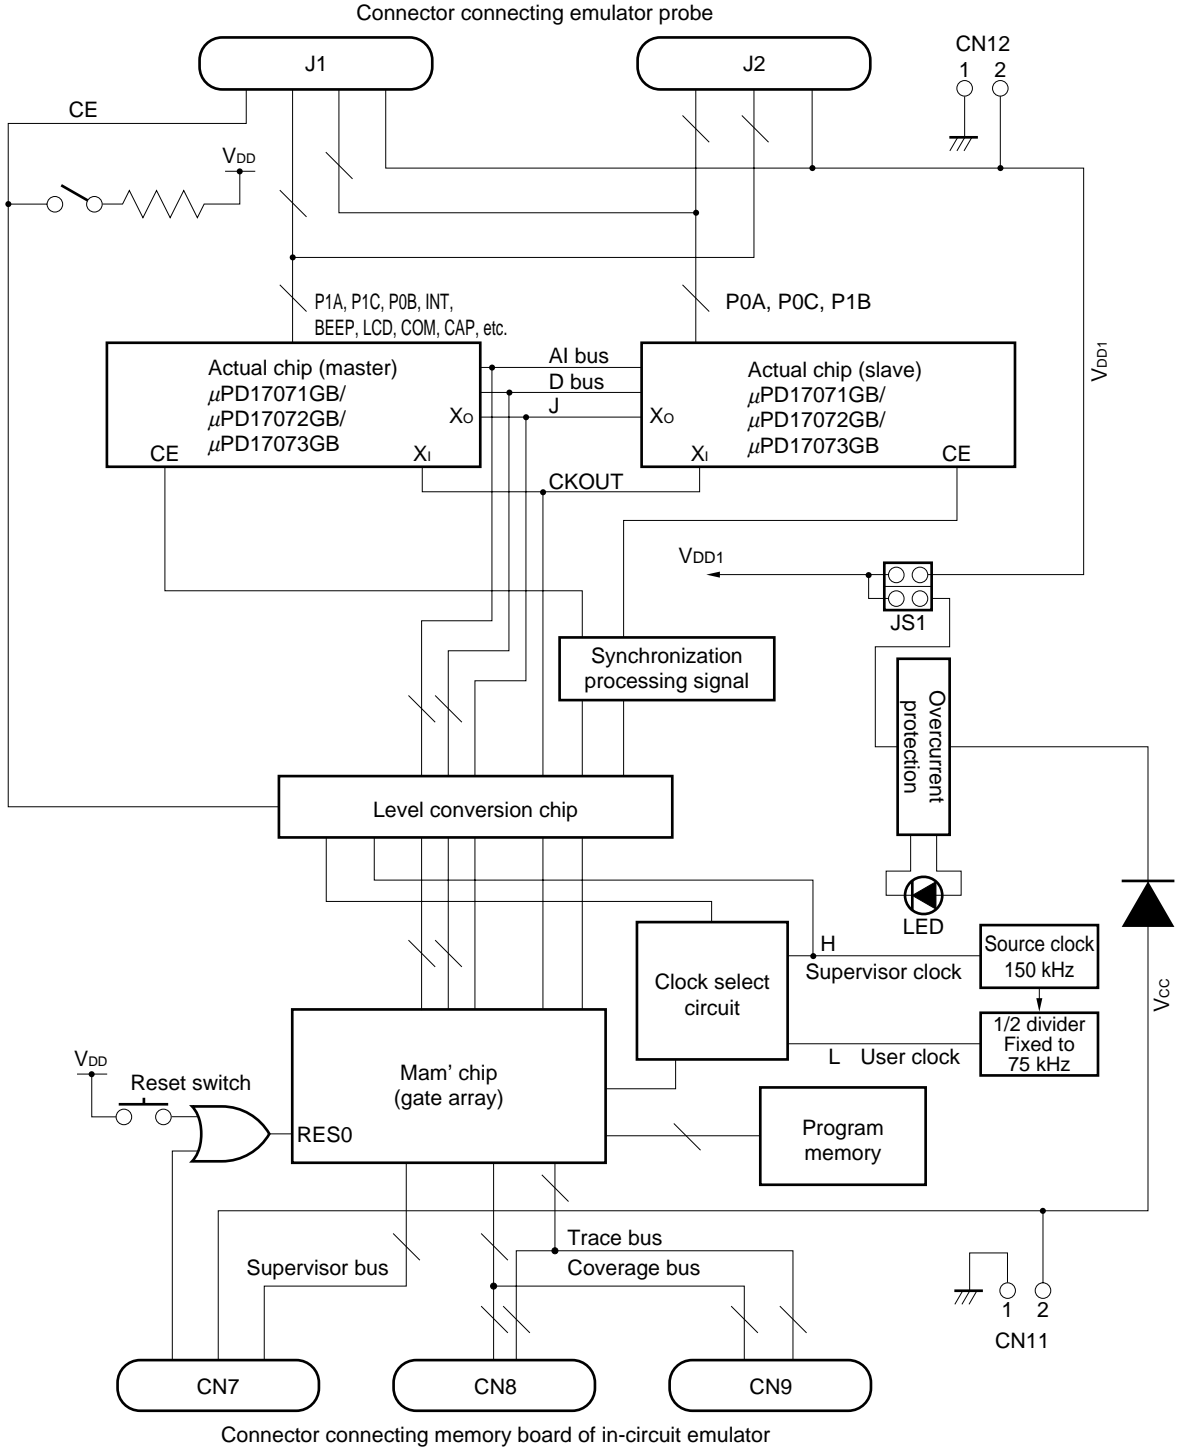 Connector connecting emulator probe
J1
J2
CN12
1 2
CE
VDD
P1A, P1C, P0B, INT,
BEEP, LCD, COM, CAP, etc.
P0A, P0C, P1B
VDD1
Actual chip (master)
μPD17071GB/
μPD17072GB/
μPD17073GB
CE
XI
XO
AI bus
D bus
J
CKOUT
Actual chip (slave)
μPD17071GB/
μPD17072GB/
μPD17073GB
XO
XI
CE
VDD1
JS1
Synchronization
processing signal
Overcurrent
protection
LED
Level conversion chip
Clock select
circuit
H
Supervisor clock
Source clock
150 kHz
L User clock
1/2 divider
Fixed to
75 kHz
VCC
VDD
Reset switch
RES0
Mam' chip
(gate array)
Program
memory
Supervisor bus
Trace bus
Coverage bus
1 2
CN11
CN7
CN8
CN9
Connector connecting memory board of in-circuit emulator